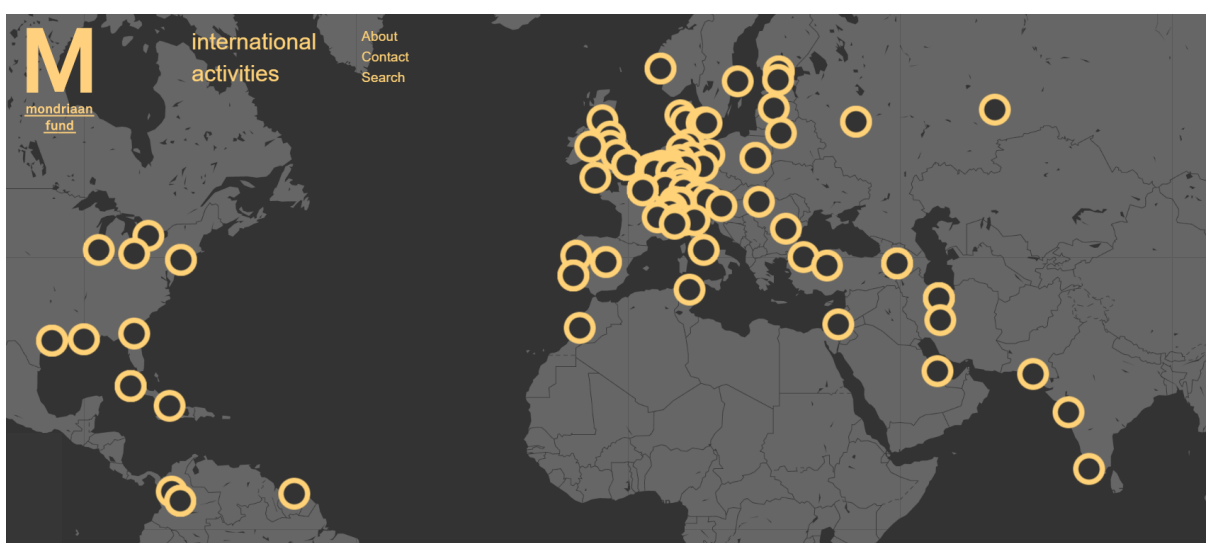 M
mondriaan
fund
international
activities
About
Contact
Search